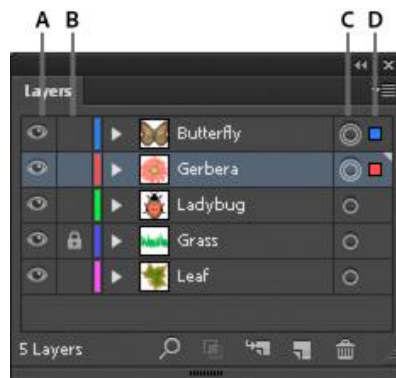 A B C D
Layers
Butterfly
Gerbera
Ladybug
Grass
Leaf
5 Layers